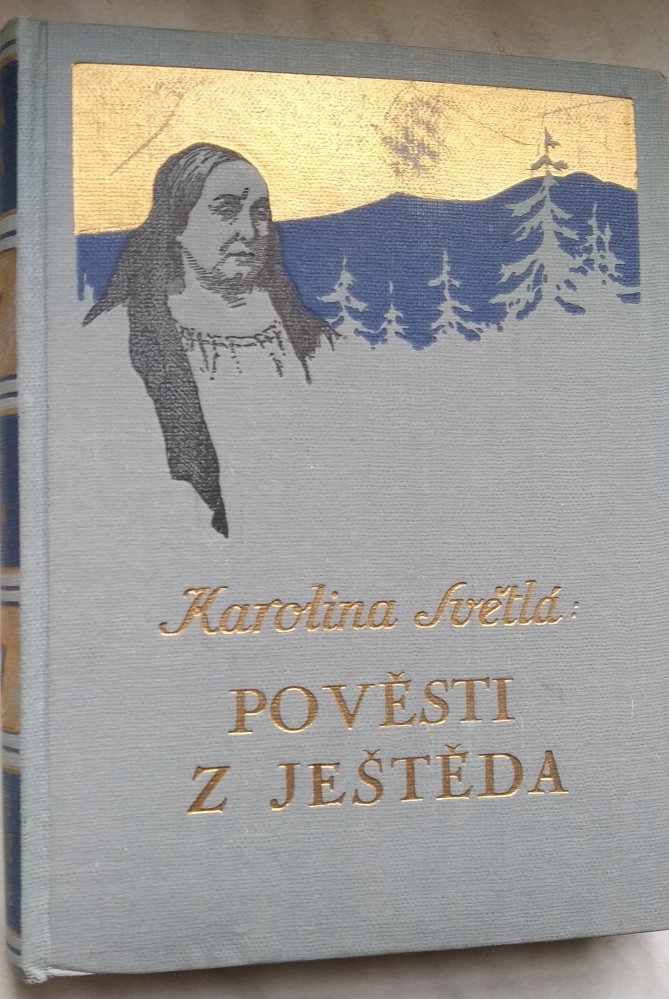 Karolina Světlá:
POVĚSTI
Z JEŠTĚDA